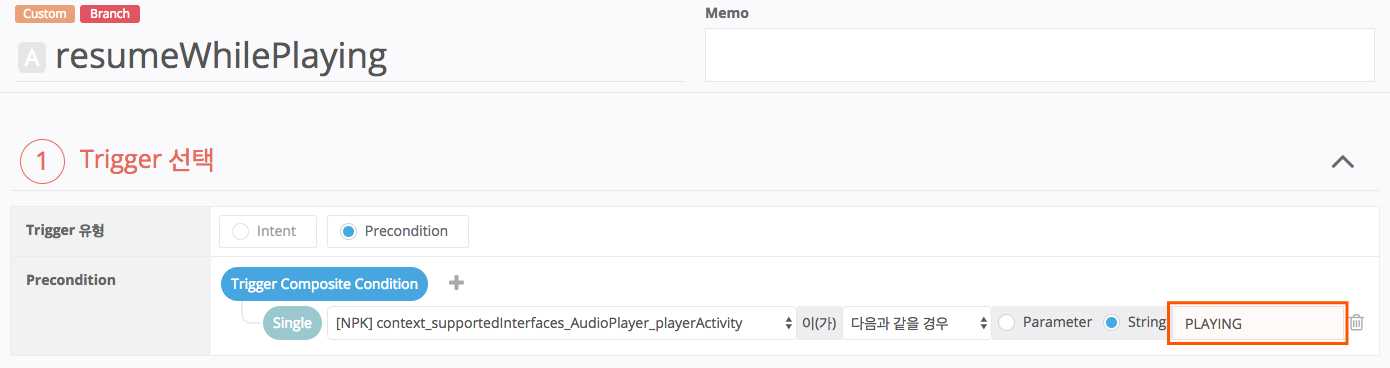 Custom Branch
A resumeWhilePlaying
Memo
1 Trigger 선택
Trigger 유형
Intent Precondition
Precondition
Trigger Composite Condition
Single [NPK] context_supportedInterfaces_AudioPlayer_playerActivity 이(가) 다음과 같을 경우 Parameter String PLAYING